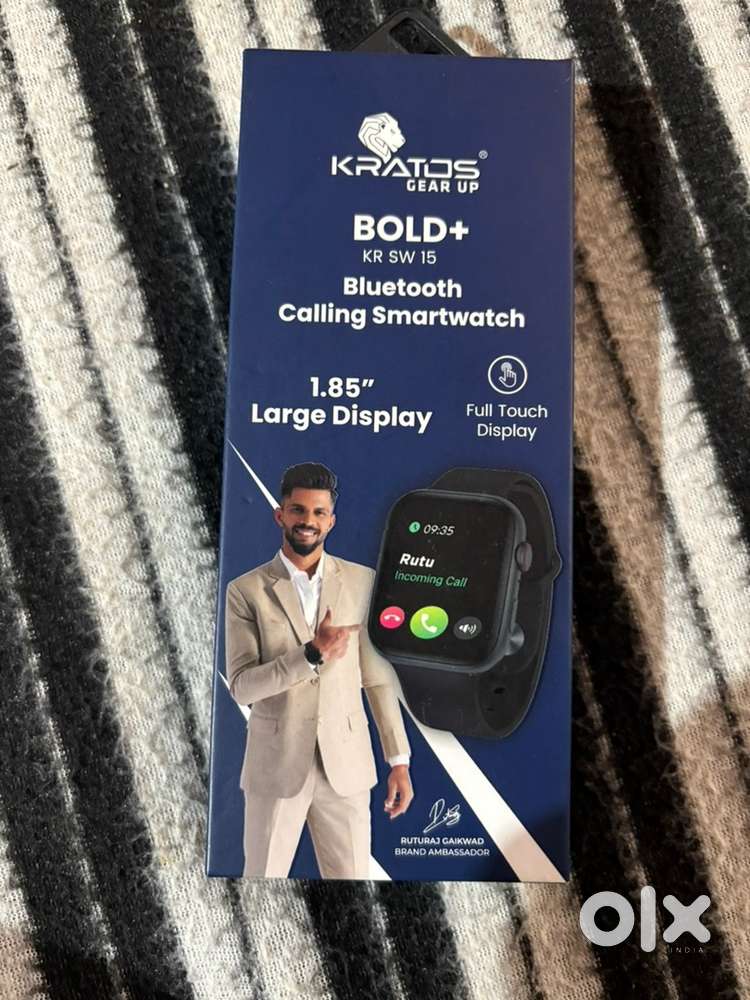 KRATOS®
GEAR UP
BOLD+
KR SW 15
Bluetooth
Calling Smartwatch
1.85”
Large Display
Full Touch
Display
09:35
Rutu
Incoming Call
RUTURAJ GAIKWAD
BRAND AMBASSADOR
olx
INDIA